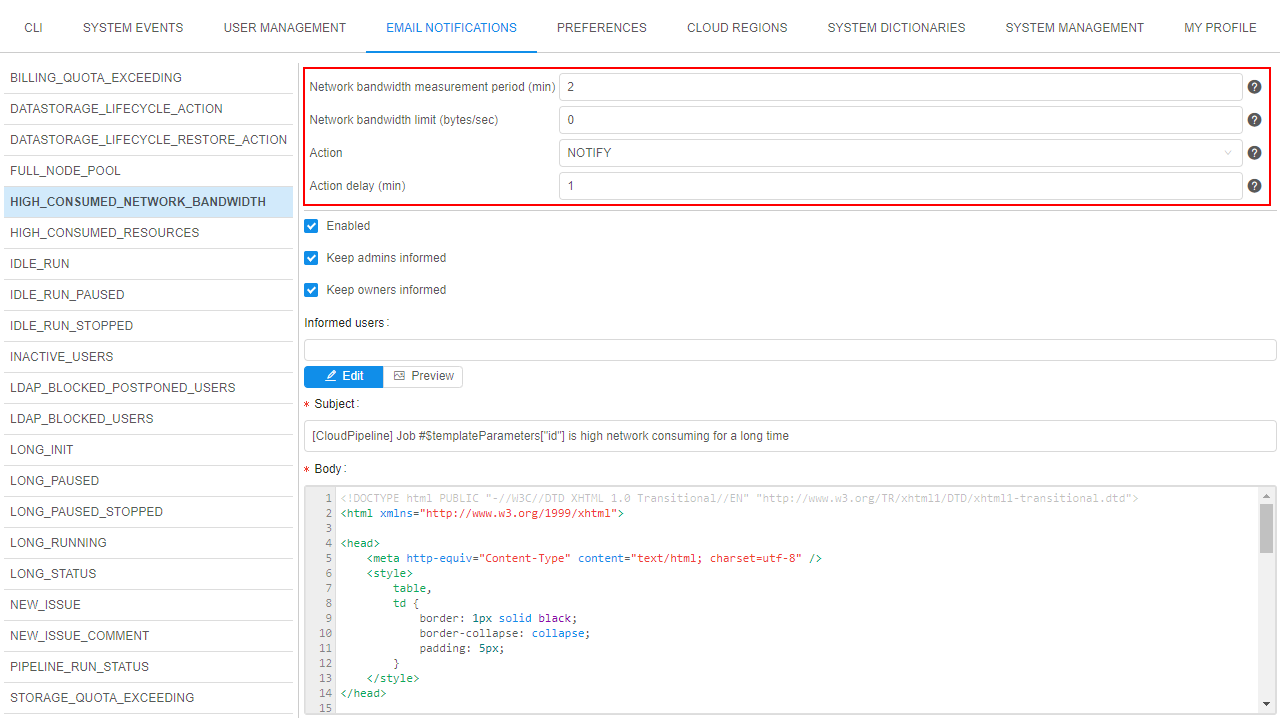 CLI SYSTEM EVENTS USER MANAGEMENT EMAIL NOTIFICATIONS PREFERENCES CLOUD REGIONS SYSTEM DICTIONARIES SYSTEM MANAGEMENT MY PROFILE
BILLING_QUOTA_EXCEEDING
DATASTORAGE_LIFECYCLE_ACTION
DATASTORAGE_LIFECYCLE_RESTORE_ACTION
FULL_NODE_POOL
HIGH_CONSUMED_NETWORK_BANDWIDTH
HIGH_CONSUMED_RESOURCES
IDLE_RUN
IDLE_RUN_PAUSED
IDLE_RUN_STOPPED
INACTIVE_USERS
LDAP_BLOCKED_POSTPONED_USERS
LDAP_BLOCKED_USERS
LONG_INIT
LONG_PAUSED
LONG_PAUSED_STOPPED
LONG_RUNNING
LONG_STATUS
NEW_ISSUE
NEW_ISSUE_COMMENT
PIPELINE_RUN_STATUS
STORAGE_QUOTA_EXCEEDING
Network bandwidth measurement period (min) 2 ?
Network bandwidth limit (bytes/sec) 0 ?
Action NOTIFY ?
Action delay (min) 1 ?
Enabled
Keep admins informed
Keep owners informed
Informed users:
Edit Preview
* Subject:
[CloudPipeline] Job #$templateParameters["id"] is high network consuming for a long time
* Body:
1 <!DOCTYPE html PUBLIC "-//W3C//DTD XHTML 1.0 Transitional//EN" "http://www.w3.org/TR/xhtml1/DTD/xhtml1-transitional.dtd">
2 <html xmlns="http://www.w3.org/1999/xhtml">
3
4 <head>
5 <meta http-equiv="Content-Type" content="text/html; charset=utf-8" />
6 <style>
7 table,
8 td {
9 border: 1px solid black;
10 border-collapse: collapse;
11 padding: 5px;
12 }
13 </style>
14 </head>
15